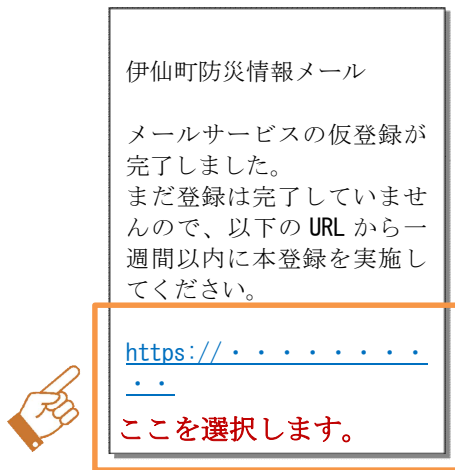 伊仙町防災情報メール
メールサービスの仮登録が
完了しました。
まだ登録は完了していませ
んので、以下の URL から一
週間以内に本登録を実施し
てください。
https://・・・・・・・・・
・・
ここを選択します。